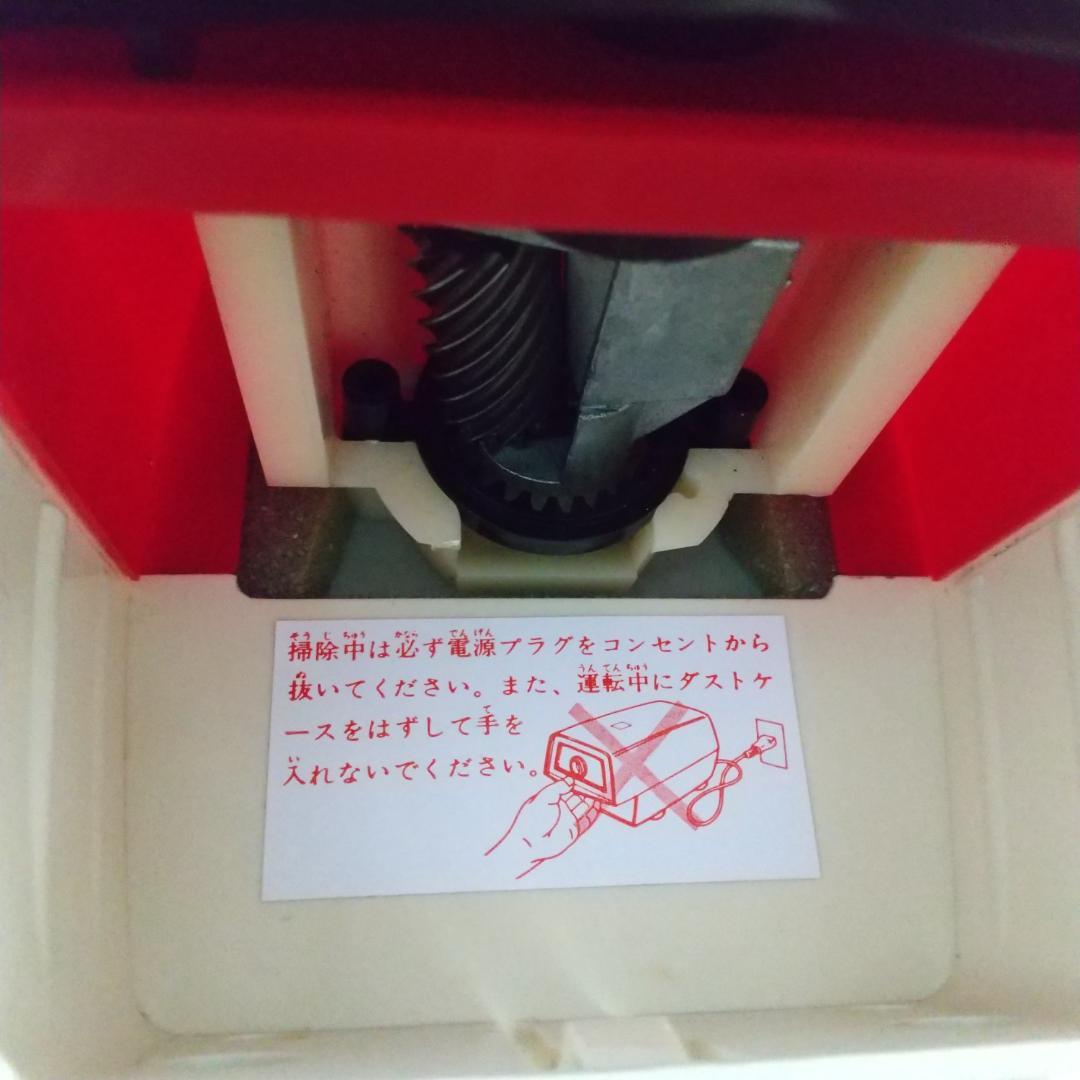 掃除中は必ず電源プラグをコンセントから
抜いてください。また、運転中にダストケ
ースをはずして手を
入れないでください。